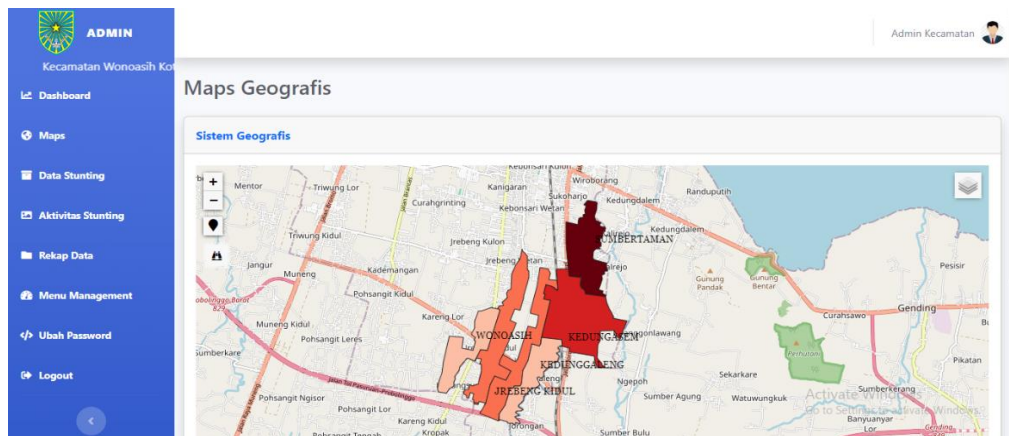 ADMIN
Kecamatan Wonoasih Kot
Dashboard
Maps
Data Stunting
Aktivitas Stunting
Rekap Data
Menu Management
Ubah Password
Logout
Admin Kecamatan
Maps Geografis
Sistem Geografis
+
−
Mentor
Triwung Lor
Curahgrinting
Kanigaran
Kebonsari Kulon
Wiroborang
Sukoharjo
Kebonsari Wetan
Kedungdalem
Randuputih
Triwung Kidul
Jrebeng Kulon
Kedungdalem
UMBERTAMAN
Jangur
Muneng
Kademangan
Jrebeng
Gunung
Pandak
Gunung
Bentar
Pesisir
Pohsangit Kidul
Gending
Muneng Kidul
Kareng Lor
Curahsawo
Pohsangit Leres
WONOASIH
KEDUNGASEM
Perhutani
KEDUNGGALENG
Pikatan
Sekarkare
Ngepoh
JREBENG KIDUL
Pohsangit Ngisor
Sumber Agung
Watuwungkuk
Sumberkerang
Activate Windows
Go to Settings to activate Windows.
Pohsangit Lor
Banyuanyar
Lor
Kareng Kidul
Kropak
Sumber Bulu
Gending
Pohsangit Tengah